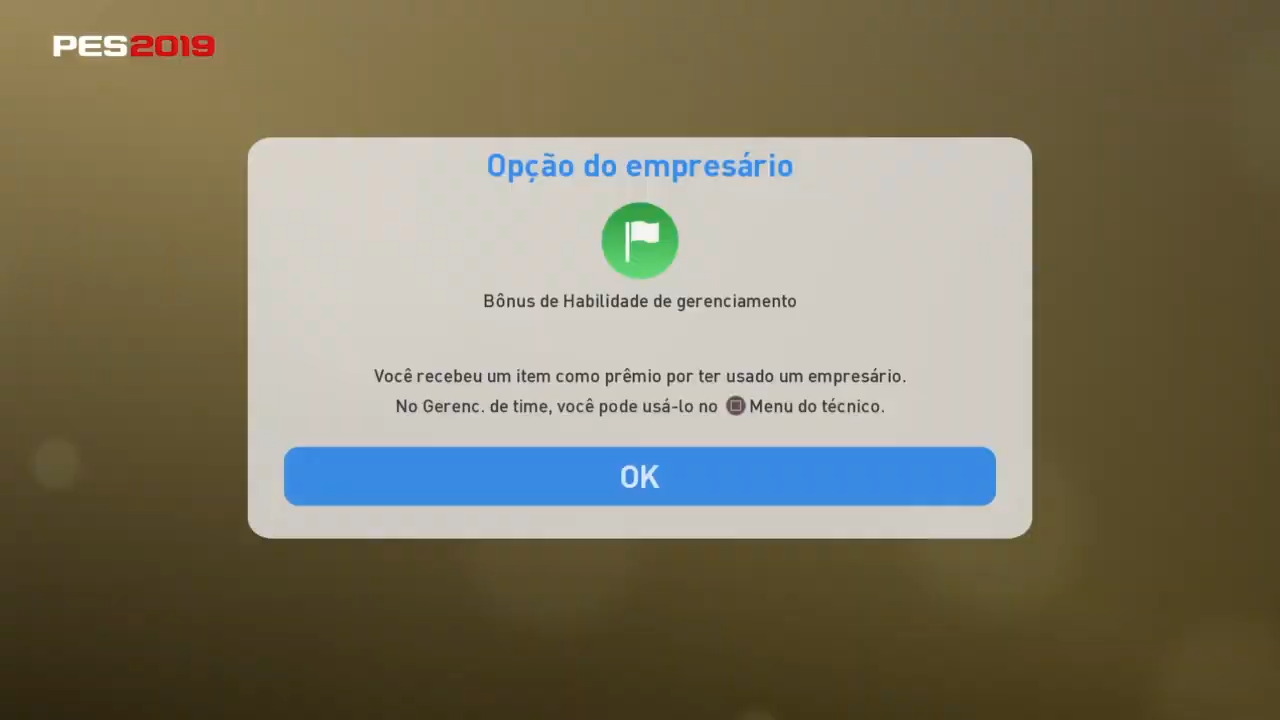 PES2019
Opção do empresário
Bônus de Habilidade de gerenciamento
Você recebeu um item como prêmio por ter usado um empresário.
No Gerenc. de time, você pode usá-lo no Menu do técnico.
OK